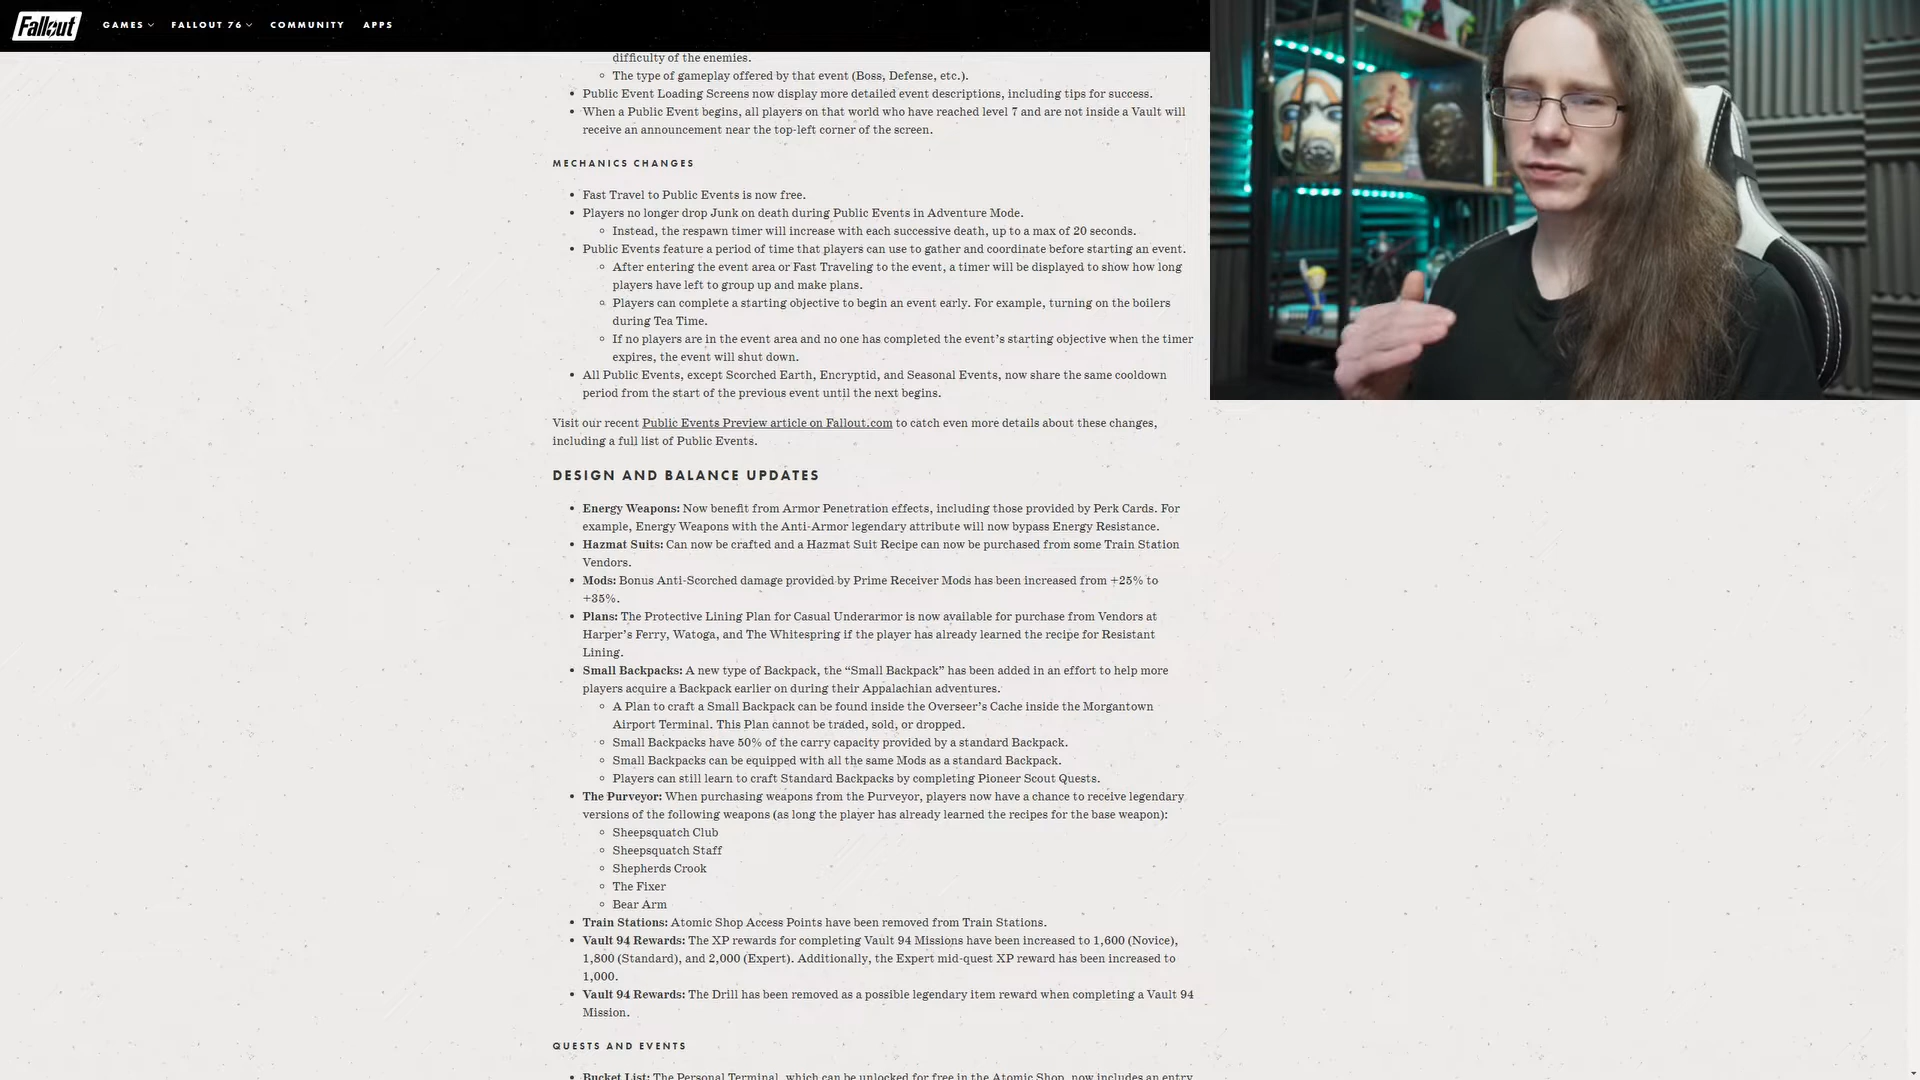 Fallout GAMES FALLOUT 76 COMMUNITY APPS
difficulty of the enemies.
The type of gameplay offered by that event (Boss, Defense, etc.).
Public Event Loading Screens now display more detailed event descriptions, including tips for success.
When a Public Event begins, all players on that world who have reached level 7 and are not inside a Vault will
receive an announcement near the top-left corner of the screen.
MECHANICS CHANGES
Fast Travel to Public Events is now free.
Players no longer drop Junk on death during Public Events in Adventure Mode.
Instead, the respawn timer will increase with each successive death, up to a max of 20 seconds.
Public Events feature a period of time that players can use to gather and coordinate before starting an event.
After entering the event area or Fast Traveling to the event, a timer will be displayed to show how long
players have left to group up and make plans.
Players can complete a starting objective to begin an event early. For example, turning on the boilers
during Tea Time.
If no players are in the event area and no one has completed the event's starting objective when the timer
expires, the event will shut down.
All Public Events, except Scorched Earth, Encryptid, and Seasonal Events, now share the same cooldown
period from the start of the previous event until the next begins.
Visit our recent Public Events Preview article on Fallout.com to catch even more details about these changes,
including a full list of Public Events.
DESIGN AND BALANCE UPDATES
Energy Weapons: Now benefit from Armor Penetration effects, including those provided by Perk Cards. For
example, Energy Weapons with the Anti-Armor legendary attribute will now bypass Energy Resistance.
Hazmat Suits: Can now be crafted and a Hazmat Suit Recipe can now be purchased from some Train Station
Vendors.
Mods: Bonus Anti-Scorched damage provided by Prime Receiver Mods has been increased from +25% to
+35%.
Plans: The Protective Lining Plan for Casual Underarmor is now available for purchase from Vendors at
Harper's Ferry, Watoga, and The Whitespring if the player has already learned the recipe for Resistant
Lining.
Small Backpacks: A new type of Backpack, the “Small Backpack” has been added in an effort to help more
players acquire a Backpack earlier on during their Appalachian adventures.
A Plan to craft a Small Backpack can be found inside the Overseer's Cache inside the Morgantown
Airport Terminal. This Plan cannot be traded, sold, or dropped.
Small Backpacks have 50% of the carry capacity provided by a standard Backpack.
Small Backpacks can be equipped with all the same Mods as a standard Backpack.
Players can still learn to craft Standard Backpacks by completing Pioneer Scout Quests.
The Purveyor: When purchasing weapons from the Purveyor, players now have a chance to receive legendary
versions of the following weapons (as long the player has already learned the recipes for the base weapon):
Sheepsquatch Club
Sheepsquatch Staff
Shepherds Crook
The Fixer
Bear Arm
Train Stations: Atomic Shop Access Points have been removed from Train Stations.
Vault 94 Rewards: The XP rewards for completing Vault 94 Missions have been increased to 1,600 (Novice),
1,800 (Standard), and 2,000 (Expert). Additionally, the Expert mid-quest XP reward has been increased to
1,000.
Vault 94 Rewards: The Drill has been removed as a possible legendary item reward when completing a Vault 94
Mission.
QUESTS AND EVENTS
Bucket List: The Personal Terminal, which can be unlocked for free in the Atomic Shop, now includes an entry